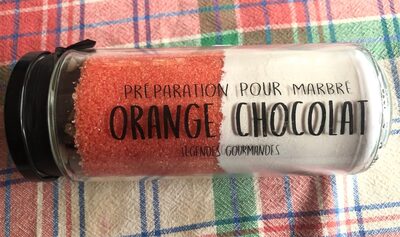 PRÉPARATION POUR MARBRÉ
ORANGE CHOCOLAT
LÉGENDES GOURMANDES